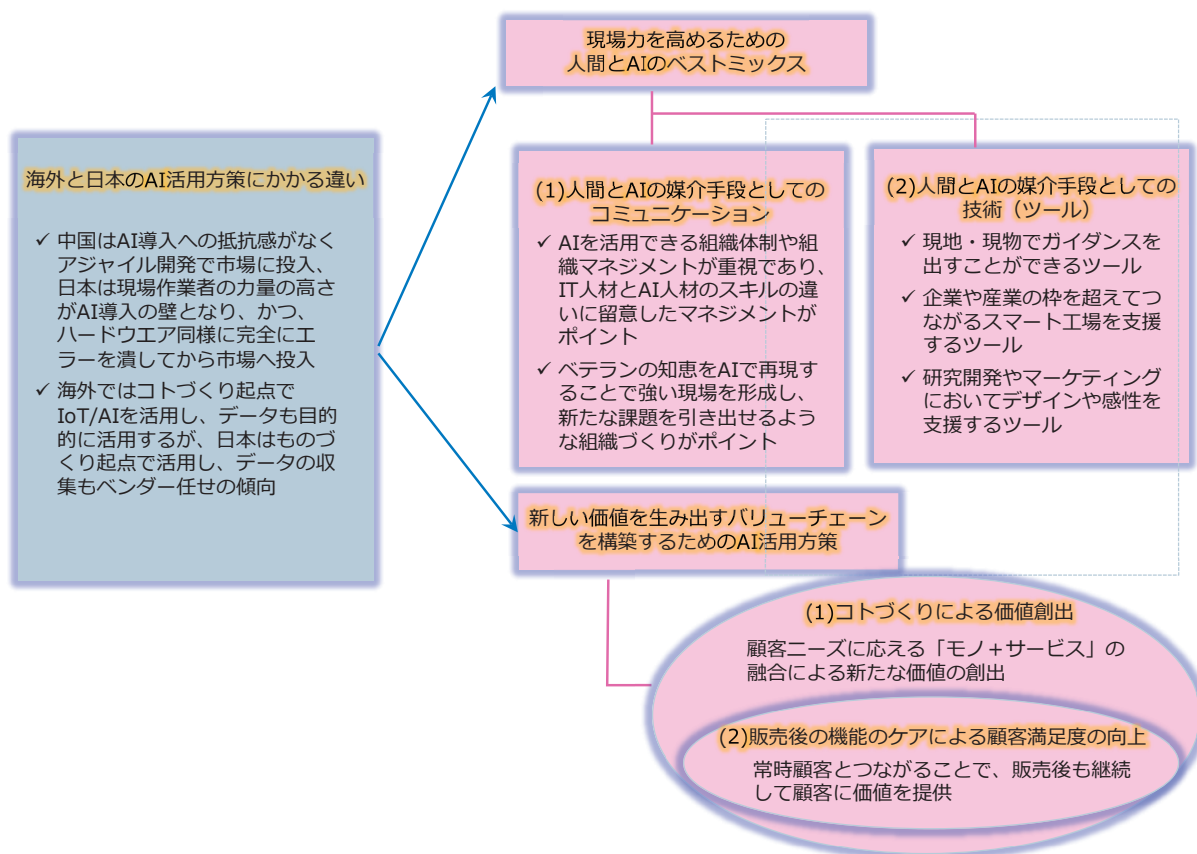 現場力を高めるための
人間とAIのベストミックス
海外と日本のAI活用方策にかかる違い
✓ 中国はAI導入への抵抗感がなく
アジャイル開発で市場に投入、
日本は現場作業者の力量の高さ
がAI導入の壁となり、かつ、
ハードウエア同様に完全にエ
ラーを潰してから市場へ投入
✓ 海外ではコトづくり起点で
IoT/AIを活用し、データも目的
的に活用するが、日本はものづ
くり起点で活用し、データの収
集もベンダー任せの傾向
(1)人間とAIの媒介手段としての
コミュニケーション
✓ AIを活用できる組織体制や組
織マネジメントが重視であり、
IT人材とAI人材のスキルの違
いに留意したマネジメントが
ポイント
✓ ベテランの知恵をAIで再現す
ることで強い現場を形成し、
新たな課題を引き出せるよう
な組織づくりがポイント
(2)人間とAIの媒介手段としての
技術（ツール）
✓ 現地・現物でガイダンスを
出すことができるツール
✓ 企業や産業の枠を超えてつ
ながるスマート工場を支援
するツール
✓ 研究開発やマーケティング
においてデザインや感性を
支援するツール
新しい価値を生み出すバリューチェーン
を構築するためのAI活用方策
(1)コトづくりによる価値創出
顧客ニーズに応える「モノ＋サービス」の
融合による新たな価値の創出
(2)販売後の機能のケアによる顧客満足度の向上
常時顧客とつながることで、販売後も継続
して顧客に価値を提供